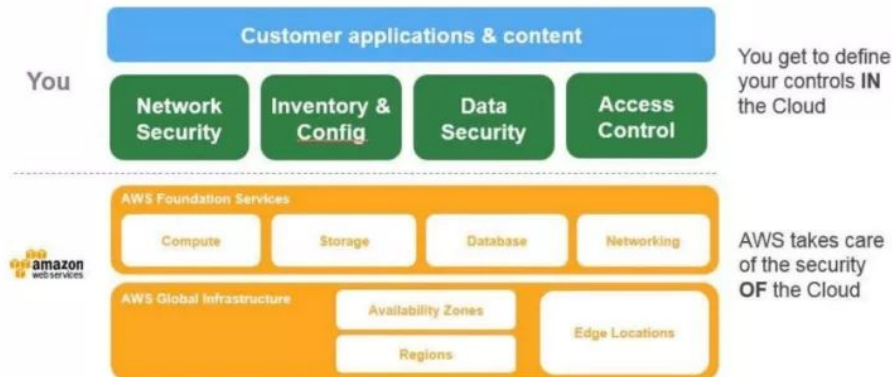 Customer applications & content
You
Network
Security
Inventory &
Config
Data
Security
Access
Control
You get to define
your controls IN
the Cloud
AWS Foundation Services
Compute
Storage
Database
Networking
amazon
webservices
AWS Global Infrastructure
Availability Zones
Regions
Edge Locations
AWS takes care
of the security
OF the Cloud